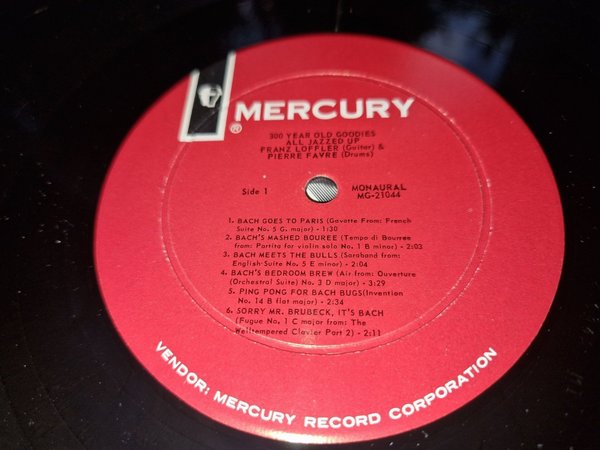 MERCURY
®
300 YEAR OLD GOODIES
ALL JAZZED UP
FRANZ LOFFLER (Guitar) &
PIERRE FAVRE (Drums)
Side 1
MONAURAL
MG-21044
1. BACH GOES TO PARIS (Gavotte From: French
Suite No. 5 G. major) - 1:30
2. BACH'S MASHED BOUREE (Tempo di Bourree
from: Partita for violin solo No. 1 B minor) - 2:03
3. BACH MEETS THE BULLS (Saraband from:
English Suite No. 5 E minor) - 2:04
4. BACH'S BEDROOM BREW (Air from: Ouverture
(Orchestral Suite) No. 3 D major) - 3:29
5. PING PONG FOR BACH BUGS(Invention
No. 14 B flat major) - 2:34
6. SORRY MR. BRUBECK, IT'S BACH
(Fugue No. 1 C major from: The
Welltempered Clavier Part 2) - 2:11
VENDOR: MERCURY RECORD CORPORATION